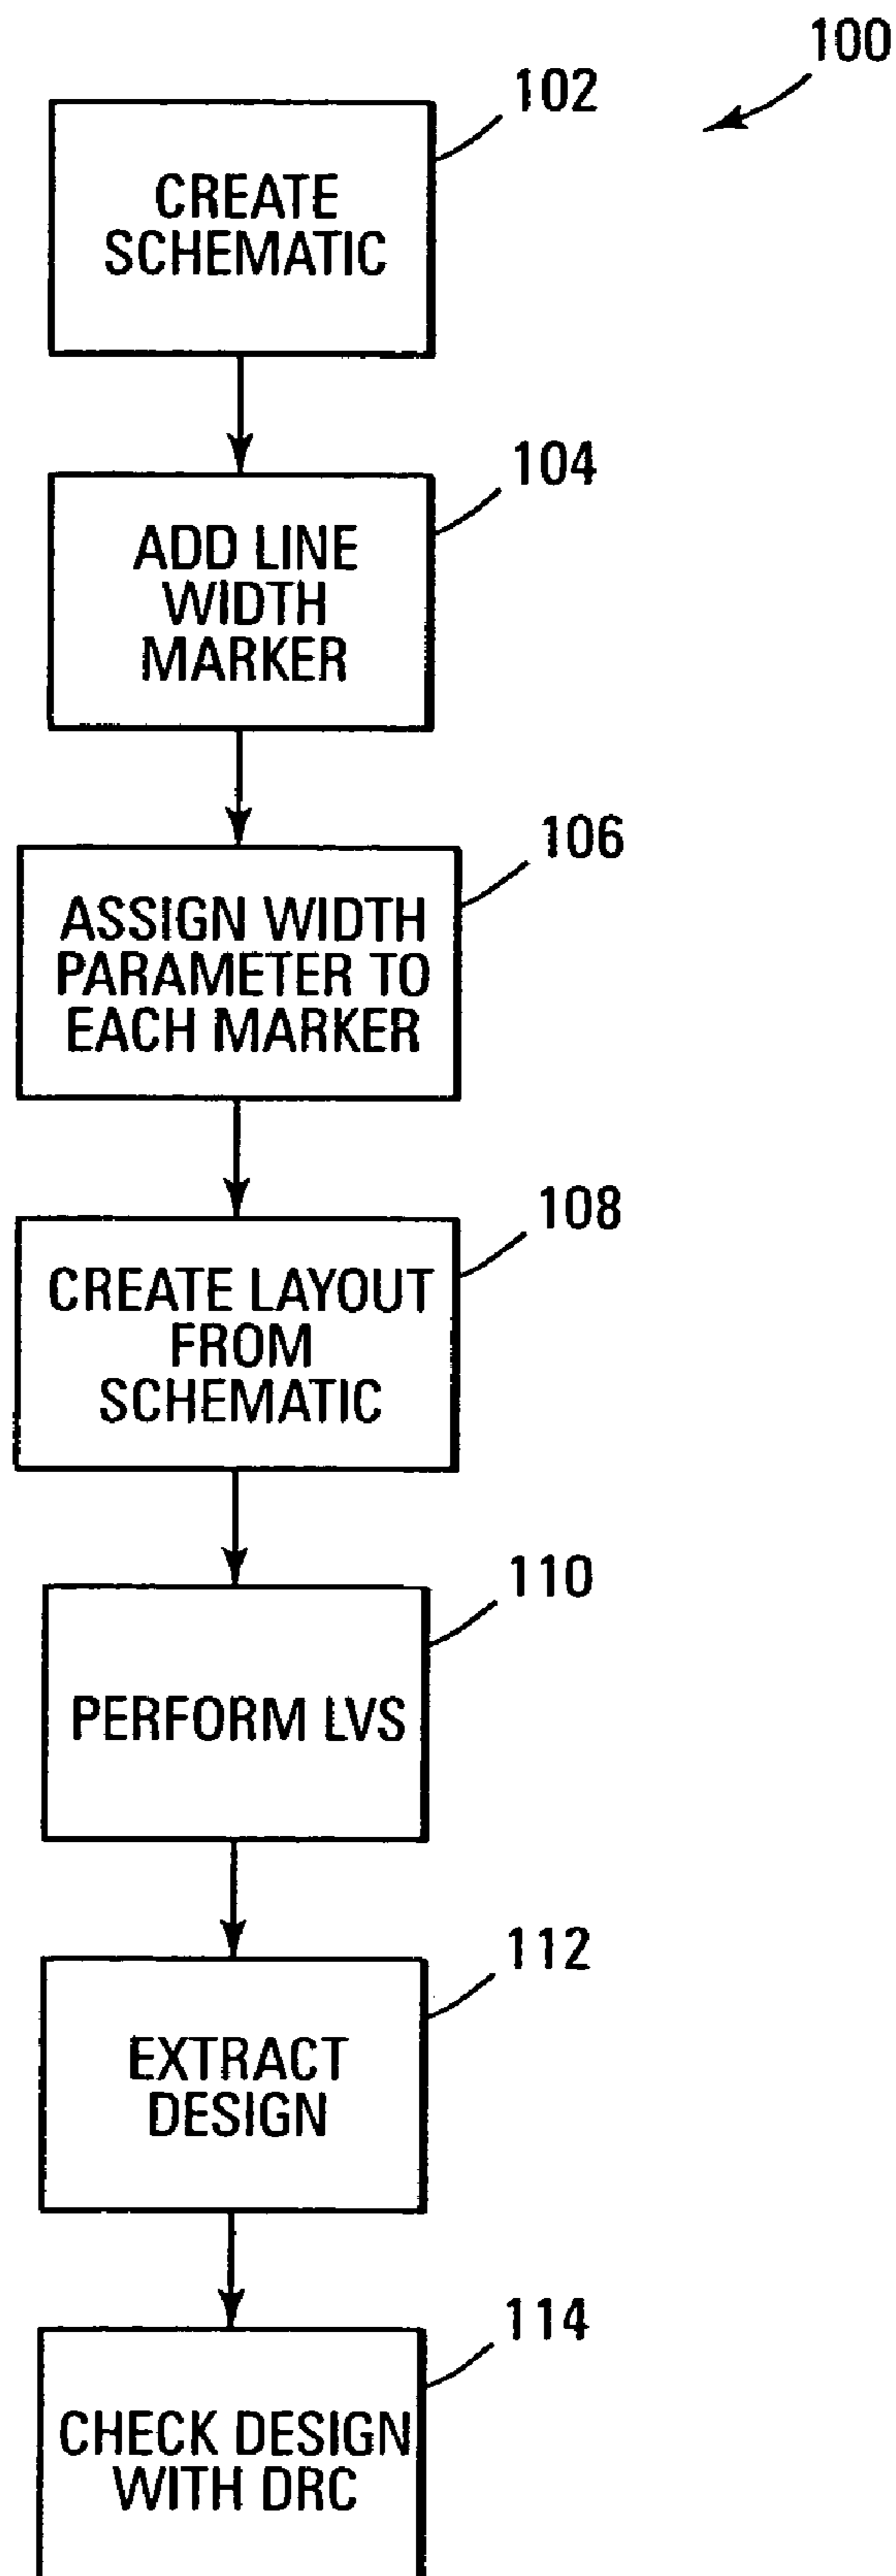 100
102
CREATE
SCHEMATIC
104
ADD LINE
WIDTH
MARKER
106
ASSIGN WIDTH
PARAMETER TO
EACH MARKER
108
CREATE LAYOUT
FROM
SCHEMATIC
110
PERFORM LVS
112
EXTRACT
DESIGN
114
CHECK DESIGN
WITH DRC